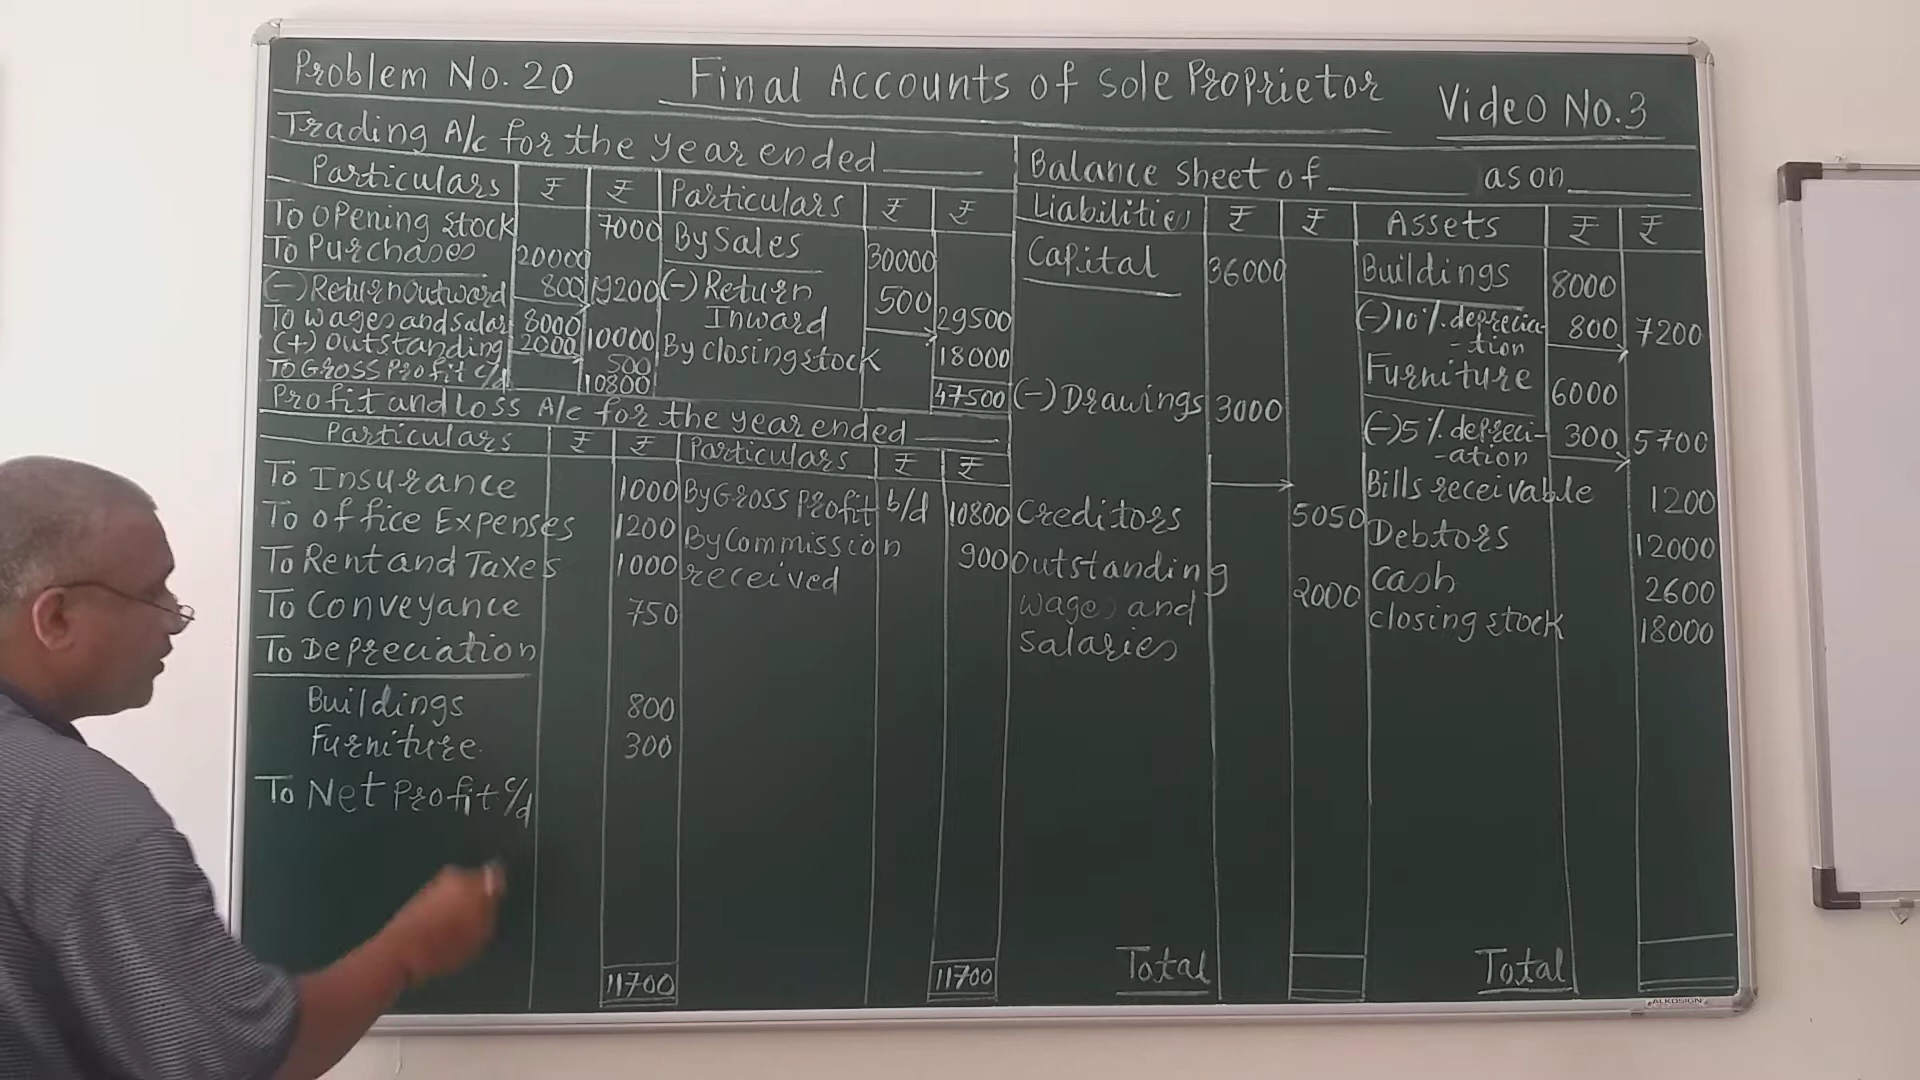 Problem No. 20
Final Accounts of Sole Proprietor
Video No.3
Trading A/c for the year ended
Particulars ₹ ₹ Particulars ₹ ₹
To opening stock 7000 By Sales 30000
To Purchases 20000
(-) Return outward 800 19200 (-) Return 500 29500
Inward
To wages and salar 8000
(+) outstanding 2000 10000 By closing stock 18000
500
To Gross Profit c/d 10800
47500
Profit and loss A/c for the year ended
Particulars ₹ ₹ Particulars ₹ ₹
To Insurance 1000 By Gross Profit b/d 10800
To office Expenses 1200 By Commission 900
To Rent and Taxes 1000 received
To Conveyance 750
To Depreciation
Buildings 800
Furniture 300
To Net Profit c/d
11700 11700
Balance sheet of as on
Liabilities ₹ ₹ Assets ₹ ₹
Capital 36000 Buildings 8000
(-) 10% deprecia- 800 7200
-tion
Furniture 6000
(-) Drawings 3000
(-) 5% depreci- 300 5700
-ation
Bills receivable 1200
Creditors 5050 Debtors 12000
Outstanding 2000 Cash 2600
wages and closing stock 18000
salaries
Total Total
ALKOSIGN